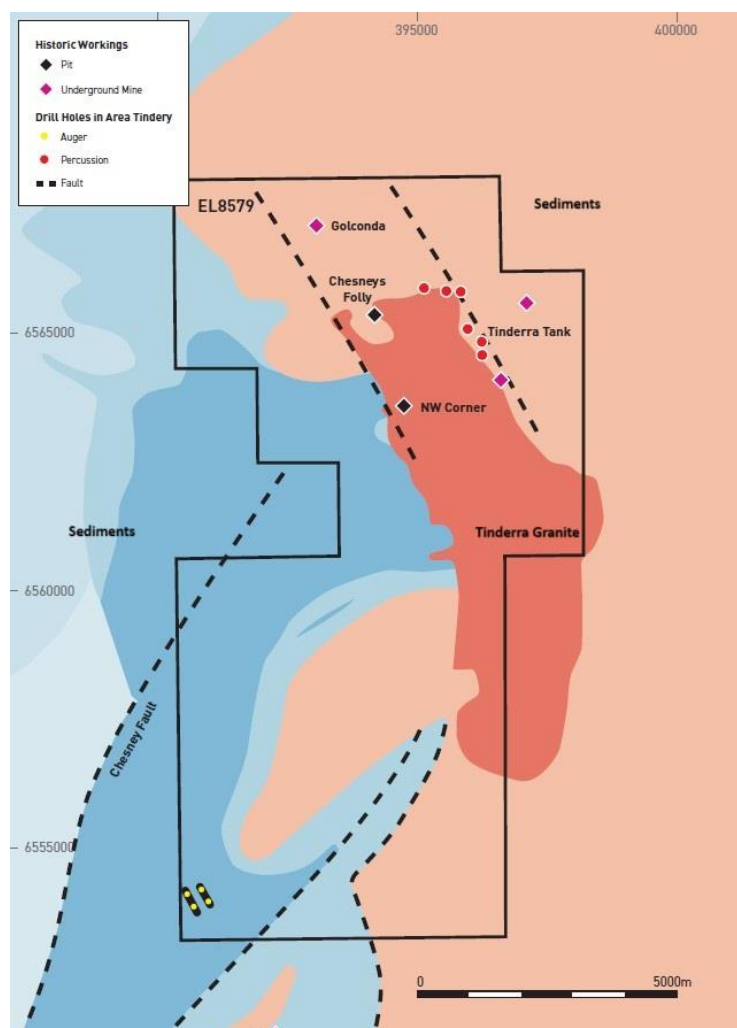 395000
400000
Historic Workings
Pit
Underground Mine
Drill Holes in Area Tindery
Auger
Percussion
Fault
EL8579
Sediments
Golconda
Chesneys
Folly
6565000
Tinderra Tank
NW Corner
Sediments
Tinderra Granite
6560000
Chesney Fault
6555000
0
5000m